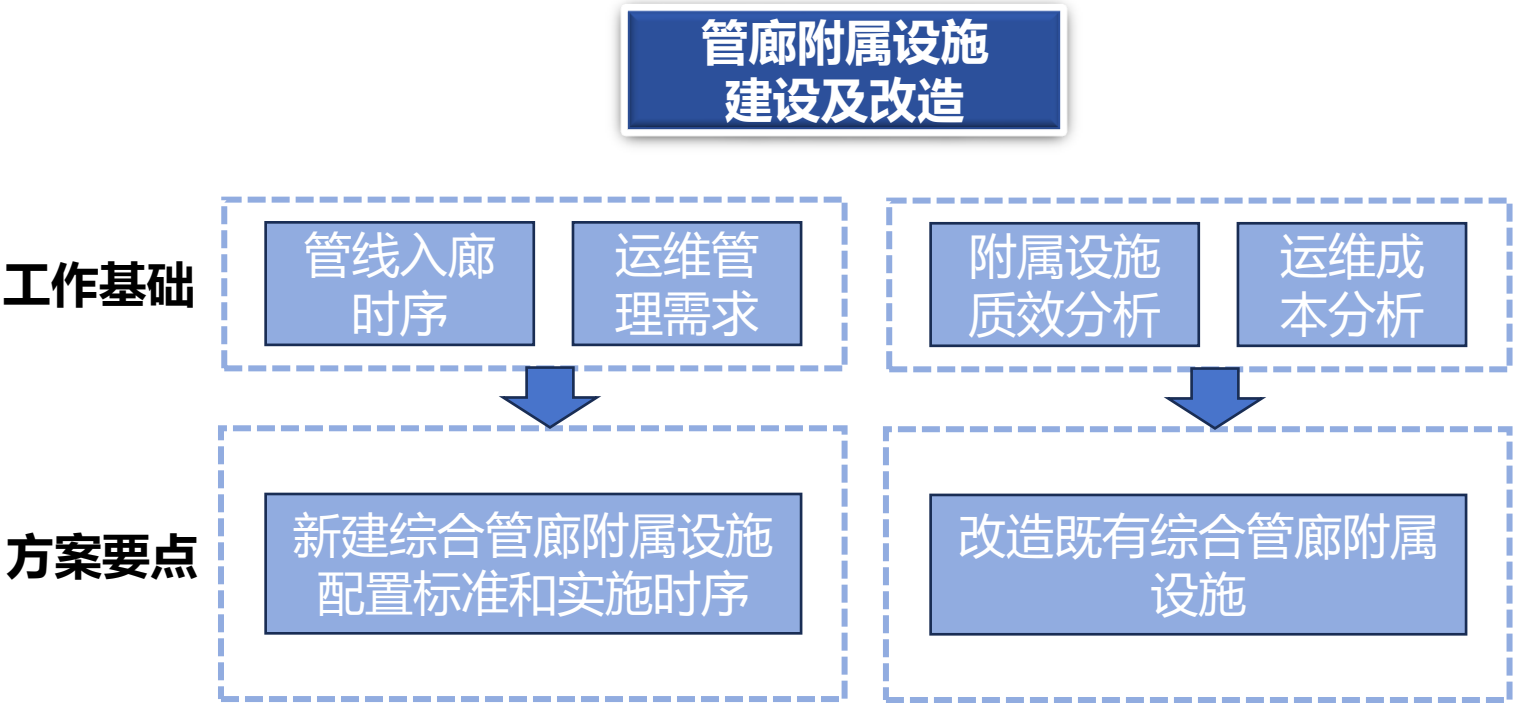 管廊附属设施
建设及改造
工作基础
管线入廊
时序
运维管
理需求
附属设施
质效分析
运维成
本分析
方案要点
新建综合管廊附属设施
配置标准和实施时序
改造既有综合管廊附属
设施